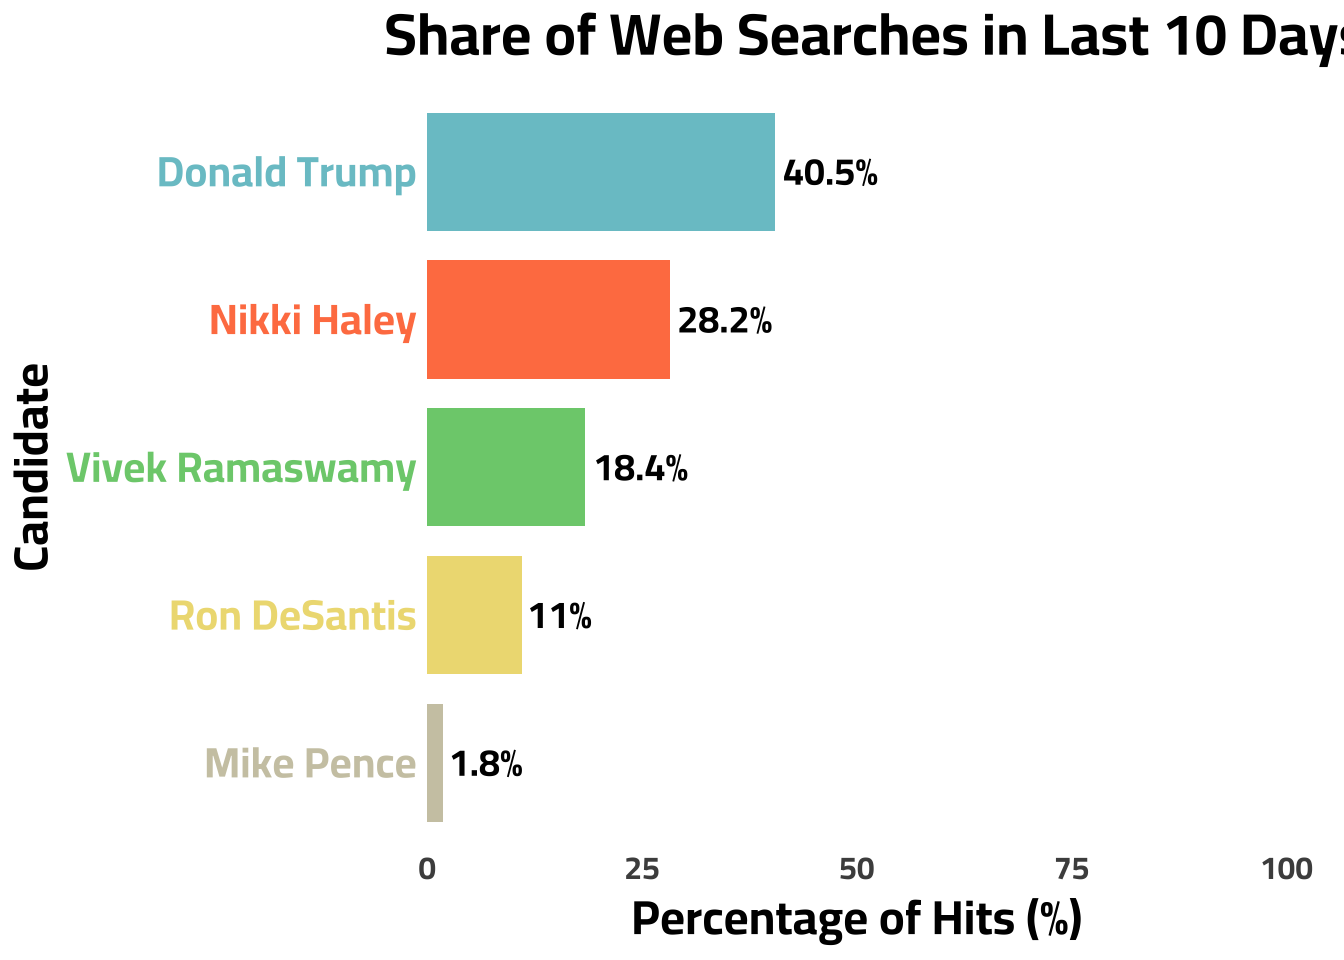 Share of Web Searches in Last 10 Days
Donald Trump
40.5%
Nikki Haley
28.2%
Candidate
Vivek Ramaswamy
18.4%
Ron DeSantis
11%
Mike Pence
1.8%
0 25 50 75 100
Percentage of Hits (%)